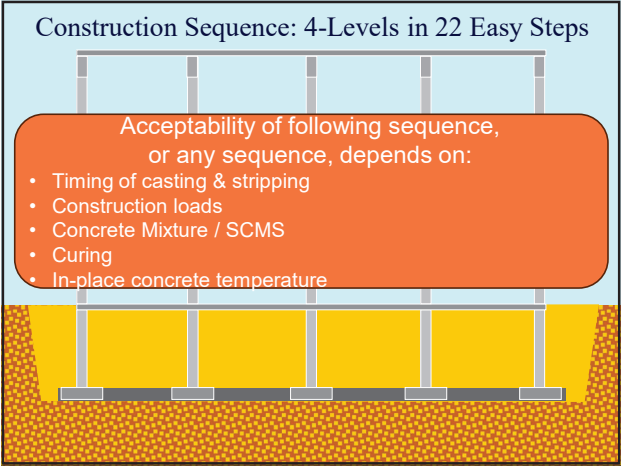 Construction Sequence: 4-Levels in 22 Easy Steps
Acceptability of following sequence,
or any sequence, depends on:
• Timing of casting & stripping
• Construction loads
• Concrete Mixture / SCMS
• Curing
• In-place concrete temperature